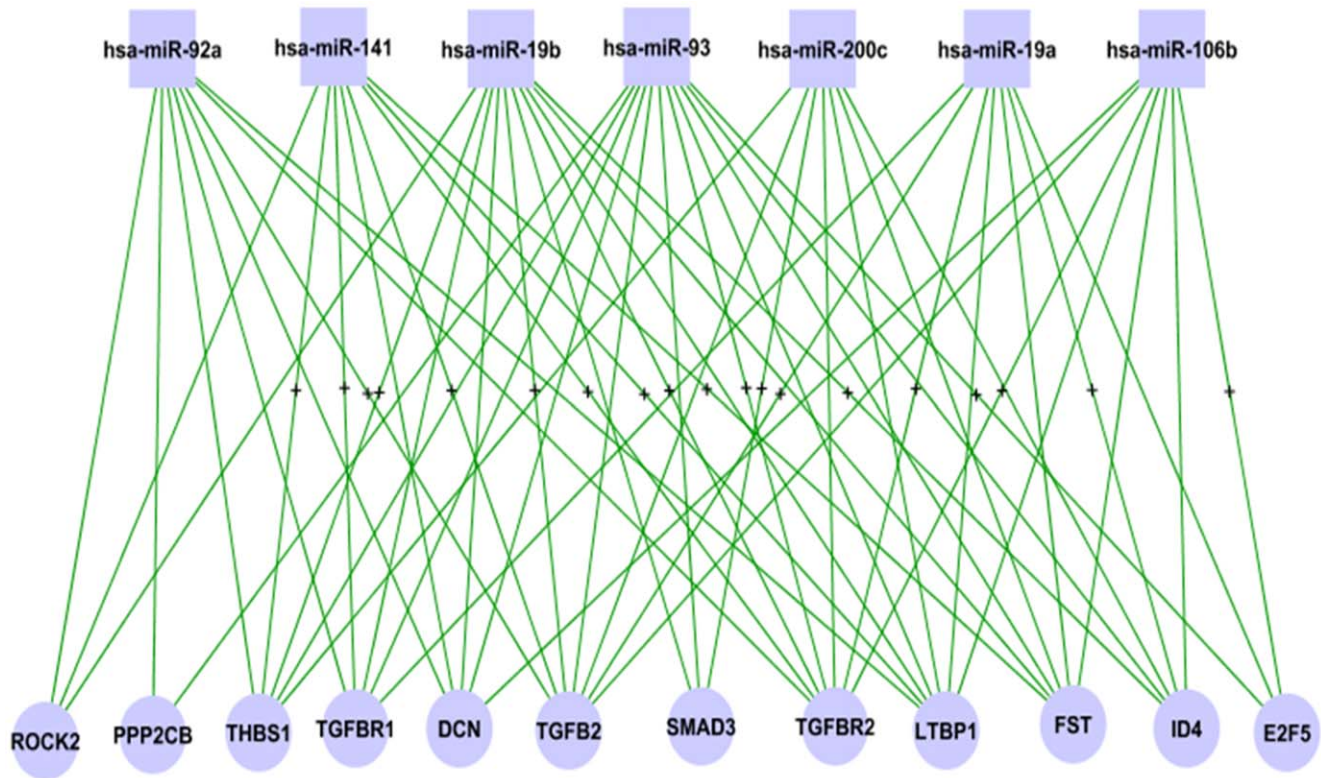 hsa-miR-92a
hsa-miR-141
hsa-miR-19b
hsa-miR-93
hsa-miR-200c
hsa-miR-19a
hsa-miR-106b
ROCK2
PPP2CB
THBS1
TGFBR1
DCN
TGFB2
SMAD3
TGFBR2
LTBP1
FST
ID4
E2F5